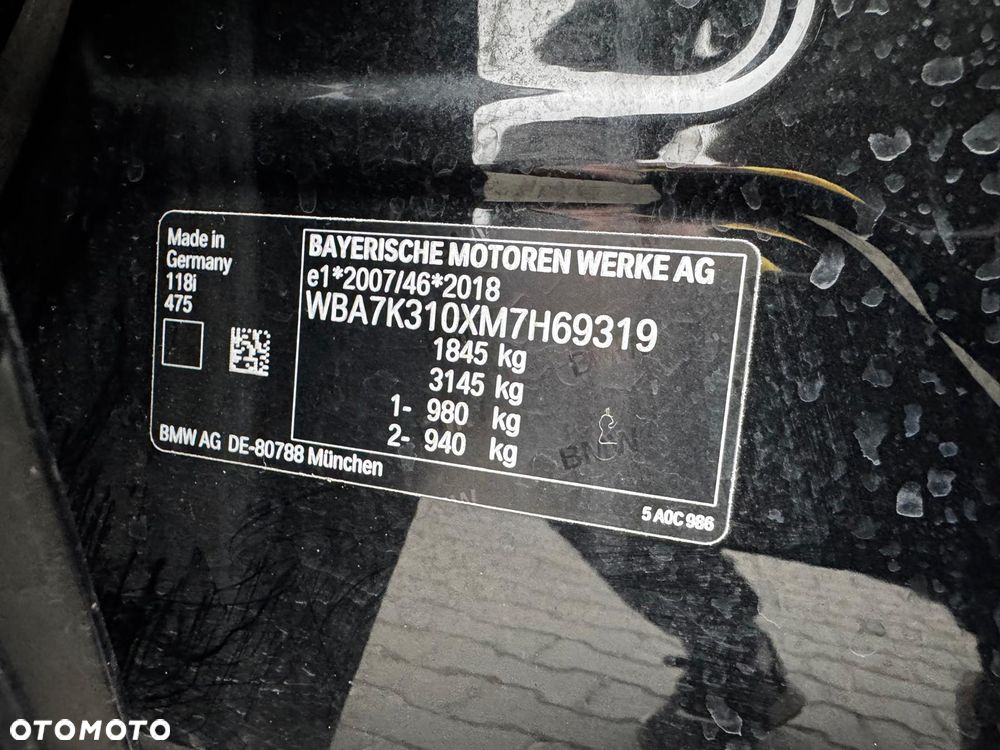 Made in
Germany
118i
475
BAYERISCHE MOTOREN WERKE AG
e1*2007/46*2018
WBA7K310XM7H69319
1845 kg
3145 kg
1- 980 kg
2- 940 kg
BMW AG DE-80788 München
5 A0C 986
BMW
OTOMOTO